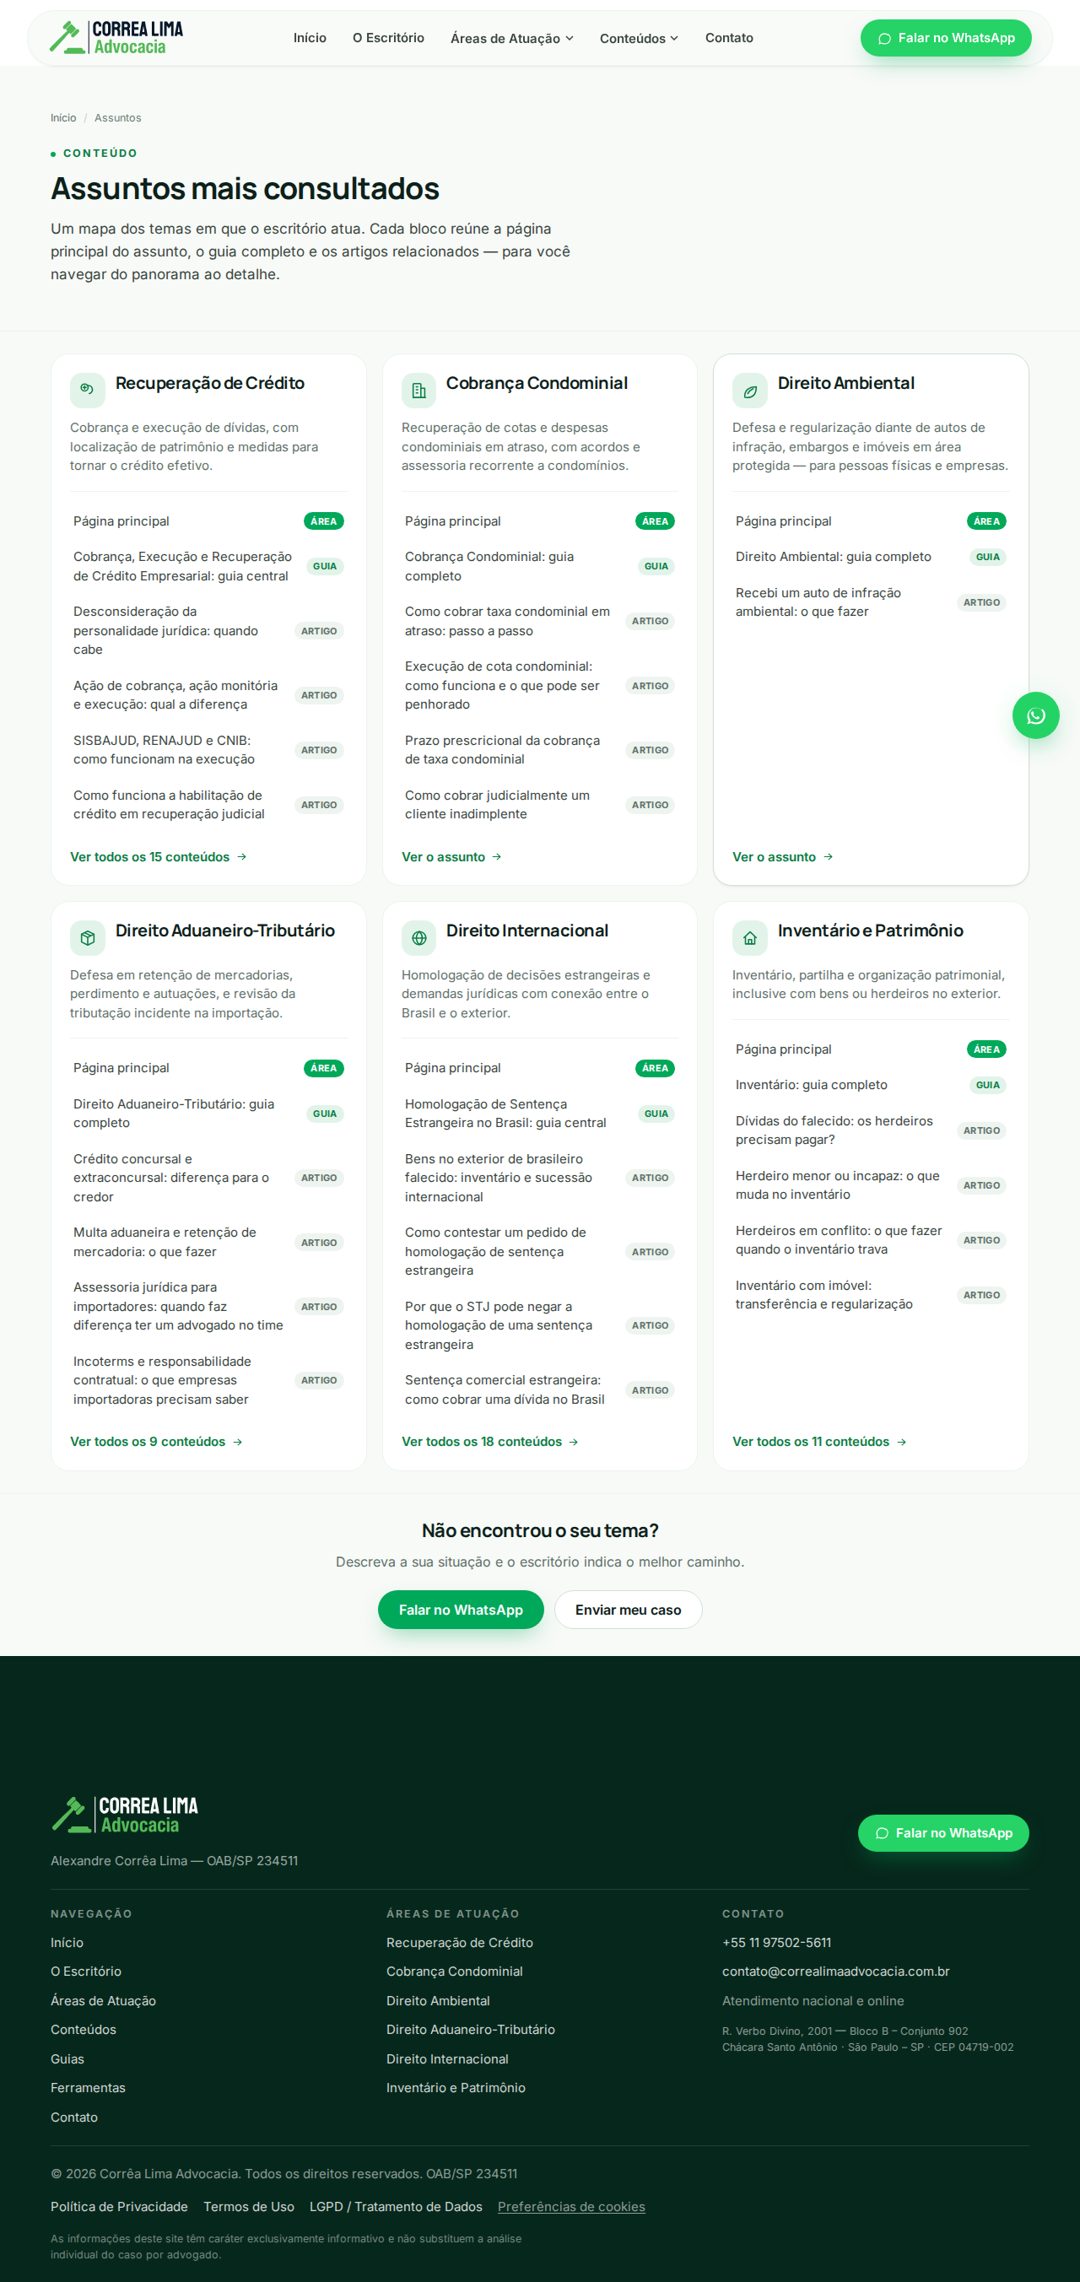 CORREA LIMA
Advocacia
Início
O Escritório
Áreas de Atuação
Conteúdos
Contato
Falar no WhatsApp
Início / Assuntos
CONTEÚDO
Assuntos mais consultados
Um mapa dos temas em que o escritório atua. Cada bloco reúne a página
principal do assunto, o guia completo e os artigos relacionados — para você
navegar do panorama ao detalhe.
Recuperação de Crédito
Cobrança e execução de dívidas, com
localização de patrimônio e medidas para
tornar o crédito efetivo.
Página principal ÁREA
Cobrança, Execução e Recuperação
de Crédito Empresarial: guia central GUIA
Desconsideração da
personalidade jurídica: quando
cabe ARTIGO
Ação de cobrança, ação monitória
e execução: qual a diferença ARTIGO
SISBAJUD, RENAJUD e CNIB:
como funcionam na execução ARTIGO
Como funciona a habilitação de
crédito em recuperação judicial ARTIGO
Ver todos os 15 conteúdos →
Cobrança Condominial
Recuperação de cotas e despesas
condominiais em atraso, com acordos e
assessoria recorrente a condomínios.
Página principal ÁREA
Cobrança Condominial: guia
completo GUIA
Como cobrar taxa condominial em
atraso: passo a passo ARTIGO
Execução de cota condominial:
como funciona e o que pode ser
penhorado ARTIGO
Prazo prescricional da cobrança
de taxa condominial ARTIGO
Como cobrar judicialmente um
cliente inadimplente ARTIGO
Ver o assunto →
Direito Ambiental
Defesa e regularização diante de autos de
infração, embargos e imóveis em área
protegida — para pessoas físicas e empresas.
Página principal ÁREA
Direito Ambiental: guia completo GUIA
Recebi um auto de infração
ambiental: o que fazer ARTIGO
Ver o assunto →
Direito Aduaneiro-Tributário
Defesa em retenção de mercadorias,
perdimento e autuações, e revisão da
tributação incidente na importação.
Página principal ÁREA
Direito Aduaneiro-Tributário: guia
completo GUIA
Crédito concursal e
extraconcursal: diferença para o
credor ARTIGO
Multa aduaneira e retenção de
mercadoria: o que fazer ARTIGO
Assessoria jurídica para
importadores: quando faz
diferença ter um advogado no time ARTIGO
Incoterms e responsabilidade
contratual: o que empresas
importadoras precisam saber ARTIGO
Ver todos os 9 conteúdos →
Direito Internacional
Homologação de decisões estrangeiras e
demandas jurídicas com conexão entre o
Brasil e o exterior.
Página principal ÁREA
Homologação de Sentença
Estrangeira no Brasil: guia central GUIA
Bens no exterior de brasileiro
falecido: inventário e sucessão
internacional ARTIGO
Como contestar um pedido de
homologação de sentença
estrangeira ARTIGO
Por que o STJ pode negar a
homologação de uma sentença
estrangeira ARTIGO
Sentença comercial estrangeira:
como cobrar uma dívida no Brasil ARTIGO
Ver todos os 18 conteúdos →
Inventário e Patrimônio
Inventário, partilha e organização patrimonial,
inclusive com bens ou herdeiros no exterior.
Página principal ÁREA
Inventário: guia completo GUIA
Dívidas do falecido: os herdeiros
precisam pagar? ARTIGO
Herdeiro menor ou incapaz: o que
muda no inventário ARTIGO
Herdeiros em conflito: o que fazer
quando o inventário trava ARTIGO
Inventário com imóvel:
transferência e regularização ARTIGO
Ver todos os 11 conteúdos →
Não encontrou o seu tema?
Descreva a sua situação e o escritório indica o melhor caminho.
Falar no WhatsApp
Enviar meu caso
CORREA LIMA
Advocacia
Alexandre Corrêa Lima — OAB/SP 234511
Falar no WhatsApp
NAVEGAÇÃO
Início
O Escritório
Áreas de Atuação
Conteúdos
Guias
Ferramentas
Contato
ÁREAS DE ATUAÇÃO
Recuperação de Crédito
Cobrança Condominial
Direito Ambiental
Direito Aduaneiro-Tributário
Direito Internacional
Inventário e Patrimônio
CONTATO
+55 11 97502-5611
contato@correalimaadvocacia.com.br
Atendimento nacional e online
R. Verbo Divino, 2001 — Bloco B – Conjunto 902
Chácara Santo Antônio · São Paulo – SP · CEP 04719-002
© 2026 Corrêa Lima Advocacia. Todos os direitos reservados. OAB/SP 234511
Política de Privacidade Termos de Uso LGPD / Tratamento de Dados Preferências de cookies
As informações deste site têm caráter exclusivamente informativo e não substituem a análise
individual do caso por advogado.